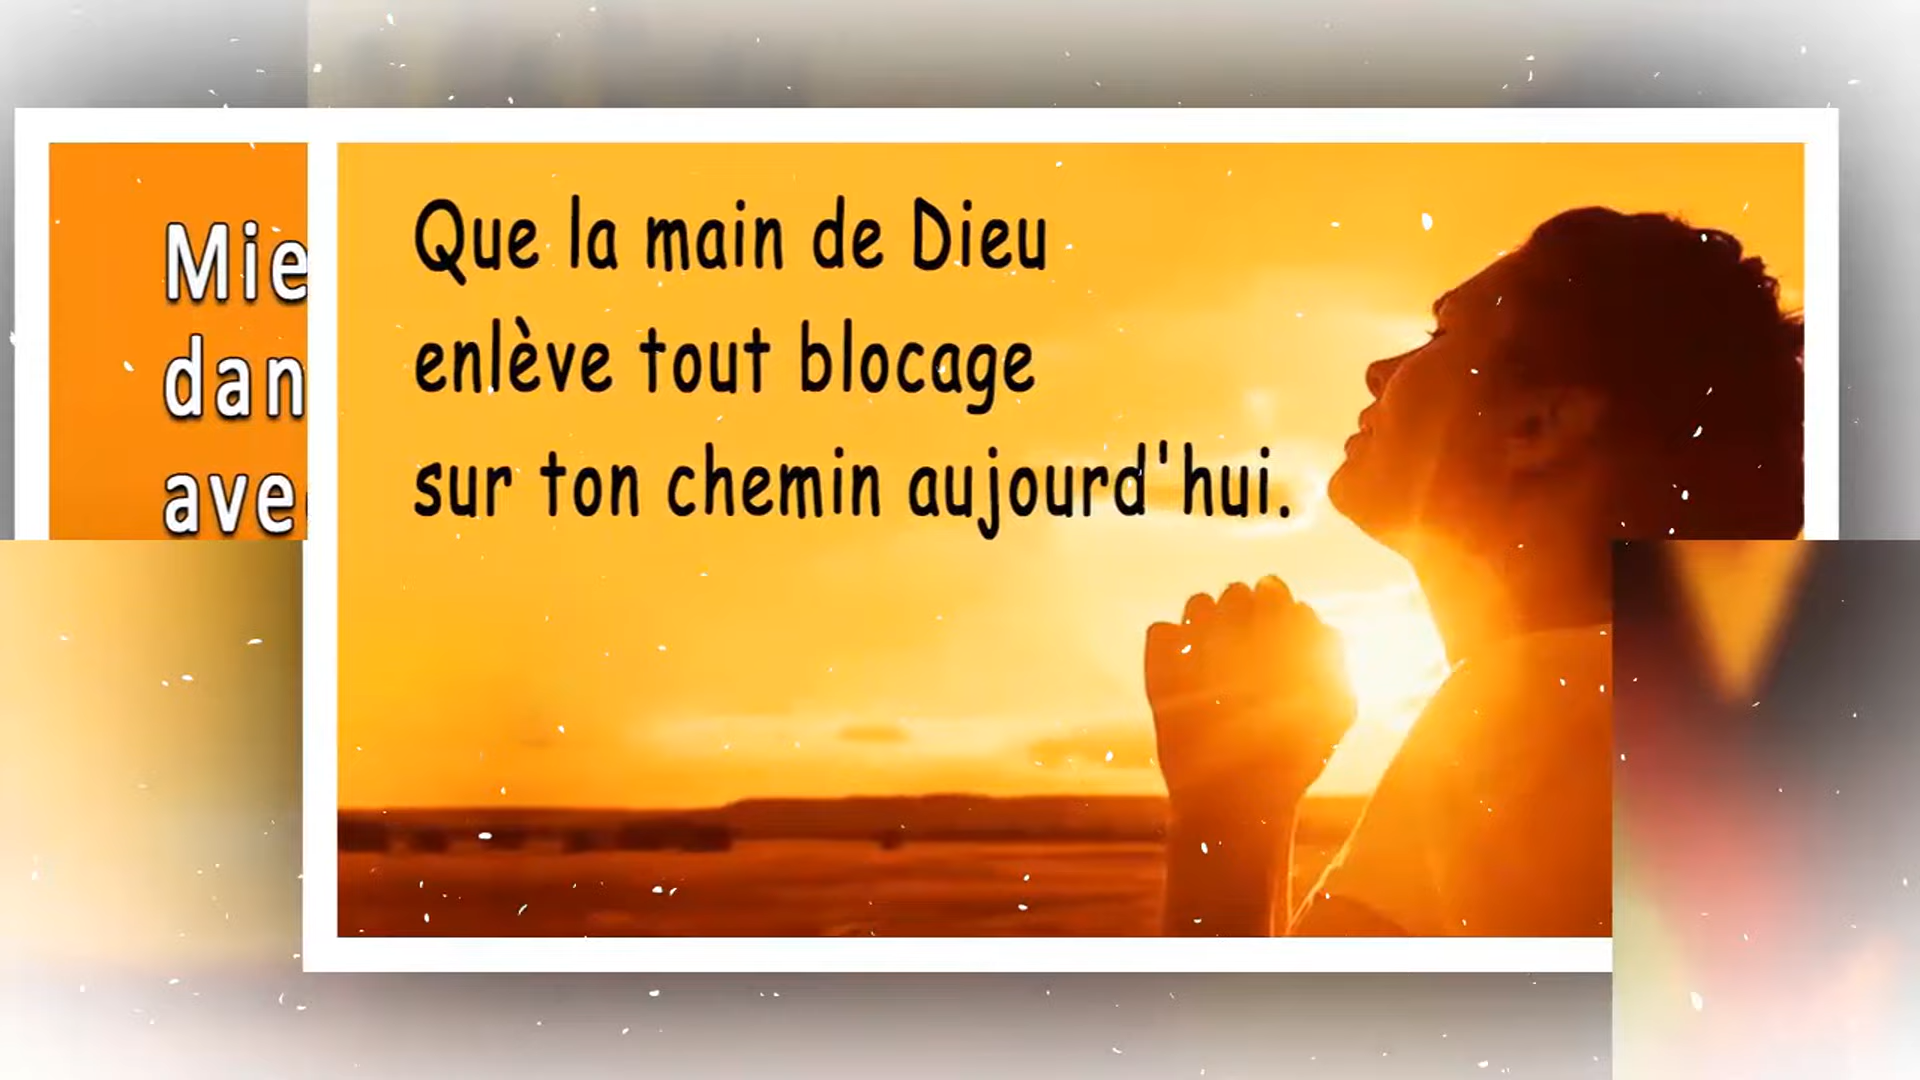 Que la main de Dieu
enlève tout blocage
sur ton chemin aujourd'hui.